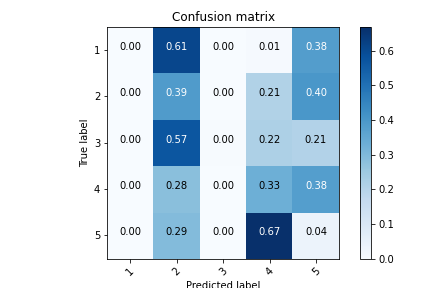 Confusion matrix
1 0.00 0.61 0.00 0.01 0.38
2 0.00 0.39 0.00 0.21 0.40
3 0.00 0.57 0.00 0.22 0.21
4 0.00 0.28 0.00 0.33 0.38
5 0.00 0.29 0.00 0.67 0.04
1 2 3 4 5
True label
Predicted label
0.6
0.5
0.4
0.3
0.2
0.1
0.0